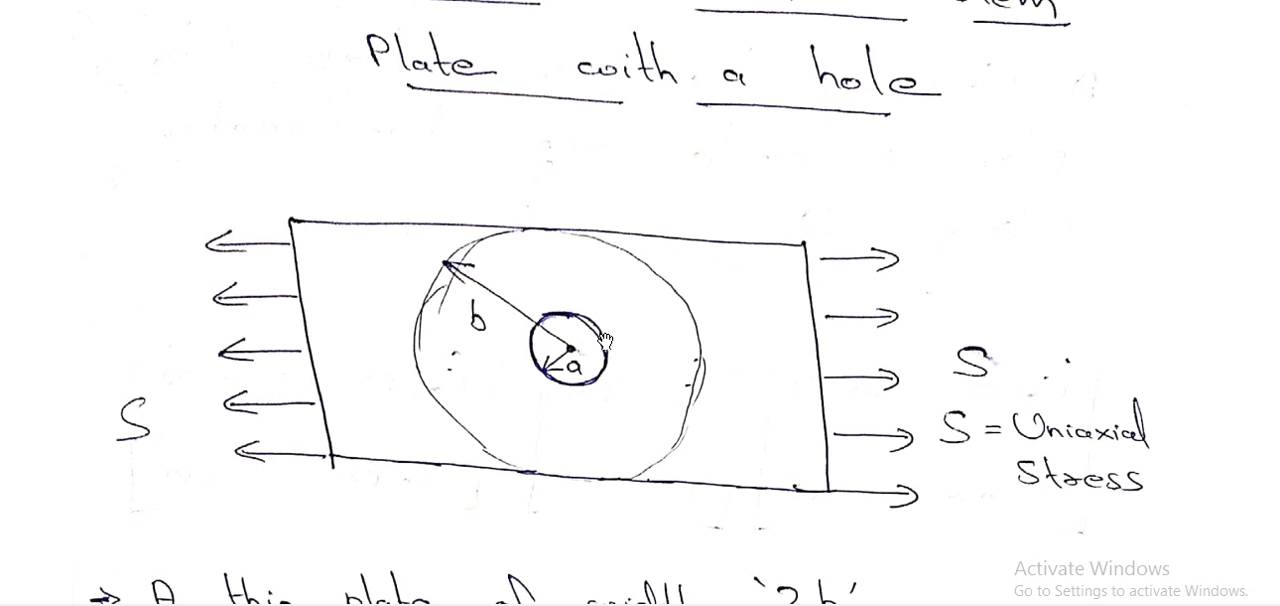 Plate with a hole
b
a
S
S
S = Uniaxial
Stress
Activate Windows
Go to Settings to activate Windows.